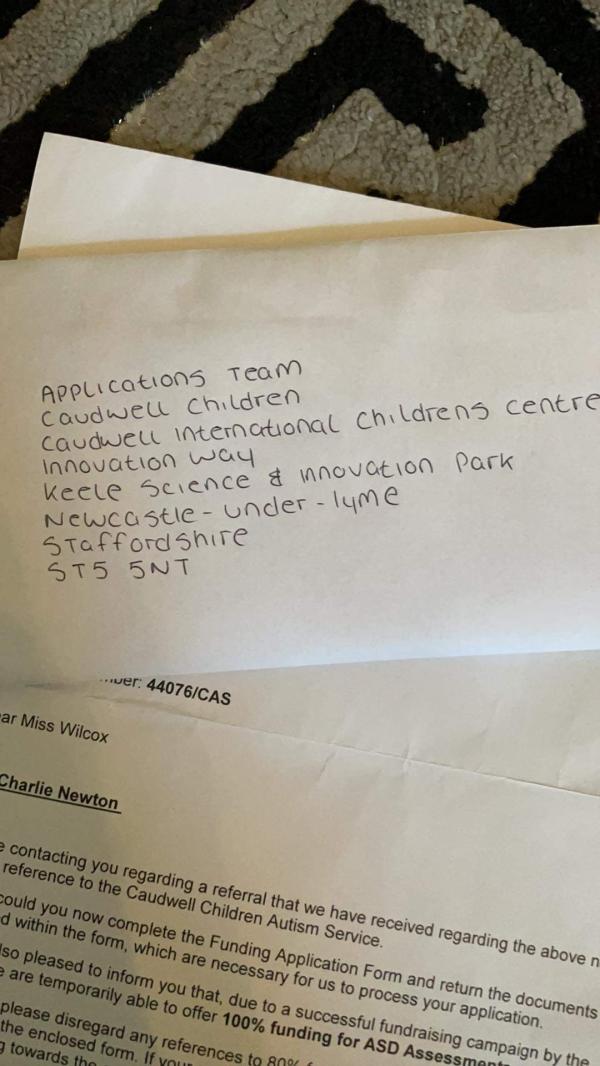 Applications Team
Caudwell Children
Caudwell International Childrens Centre
Innovation Way
Keele Science & Innovation Park
Newcastle-under-lyme
Staffordshire
ST5 5NT
44076/CAS
Miss Wilcox
Charlie Newton
contacting you regarding a referral that we have received regarding the above
reference to the Caudwell Children Autism Service.
could you now complete the Funding Application Form and return the documents
within the form, which are necessary for us to process your application.
pleased to inform you that, due to a successful fundraising campaign by the
are temporarily able to offer 100% funding for ASD
please disregard any references to 80%
the enclosed form. If
towards the